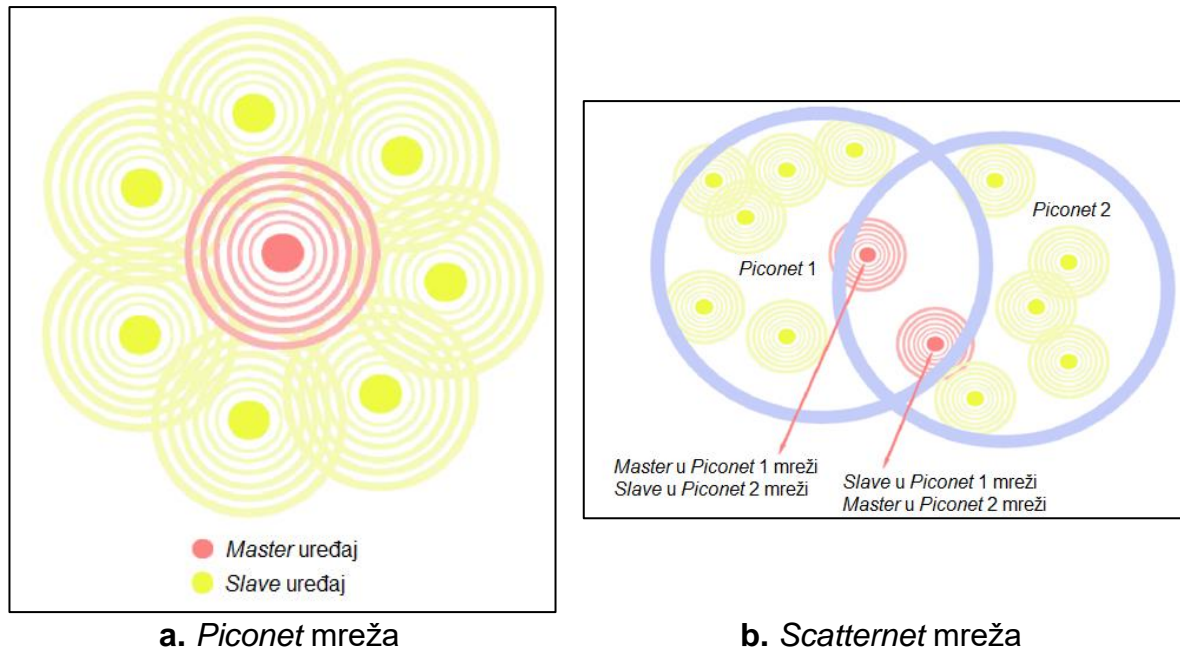 Master uređaj
Slave uređaj
a. Piconet mreža
Piconet 1
Piconet 2
Master u Piconet 1 mreži
Slave u Piconet 2 mreži
Slave u Piconet 1 mreži
Master u Piconet 2 mreži
b. Scatternet mreža